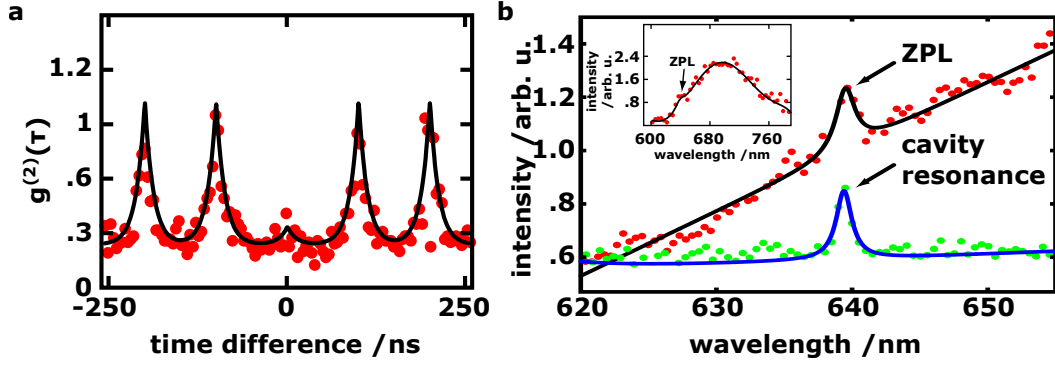 a
g⁽²⁾(τ)
1.2
1
.6
.3
0
-250
0
250
time difference /ns
b
intensity / arb. u.
1.4
1.2
1.0
.8
.6
620
630
640
650
wavelength /nm
ZPL
cavity
resonance
intensity
/ arb. u.
2.4
1.6
.8
600
680
760
wavelength /nm
ZPL